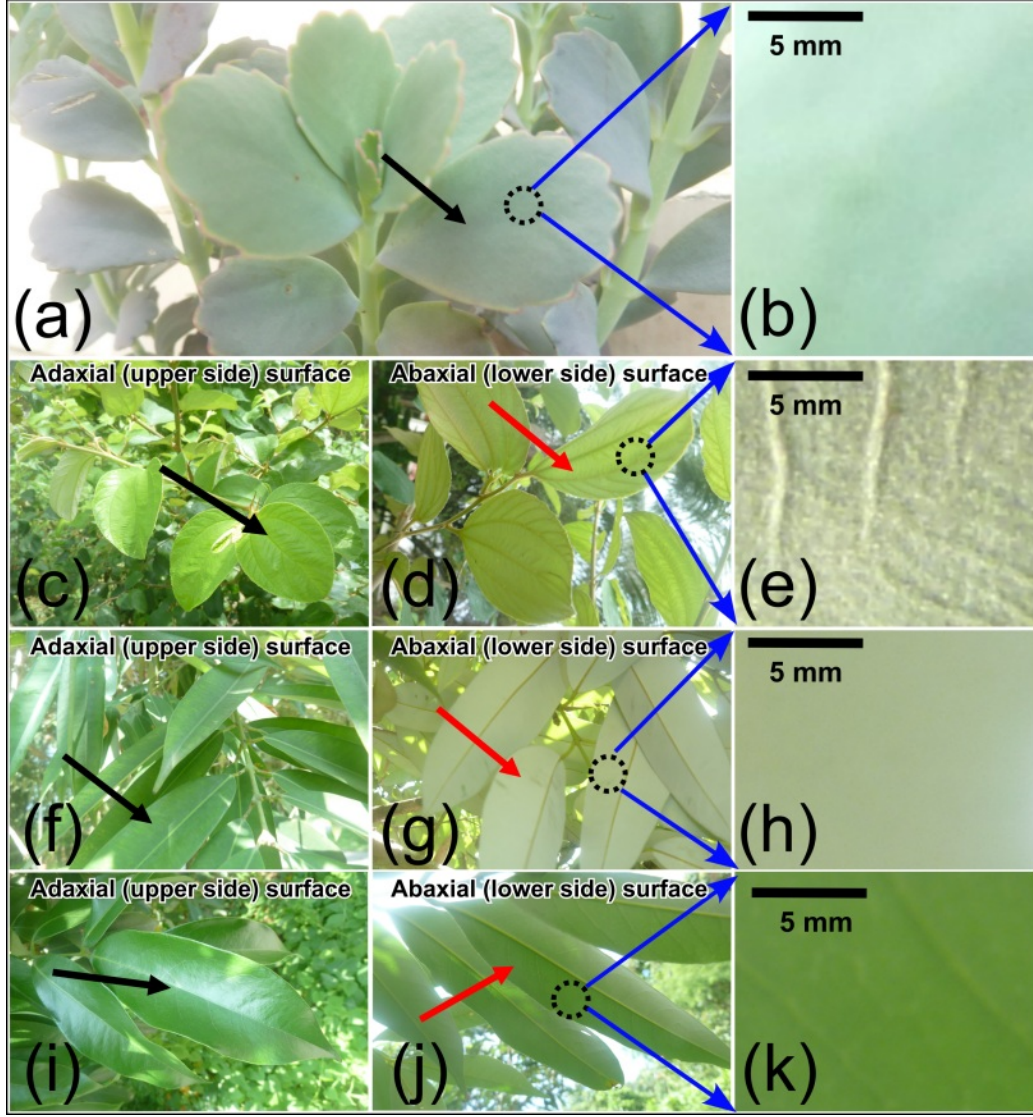 5 mm
(a)
(b)
Adaxial (upper side) surface
Abaxial (lower side) surface
5 mm
(c)
(d)
(e)
Adaxial (upper side) surface
Abaxial (lower side) surface
5 mm
(f)
(g)
(h)
Adaxial (upper side) surface
Abaxial (lower side) surface
5 mm
(i)
(j)
(k)